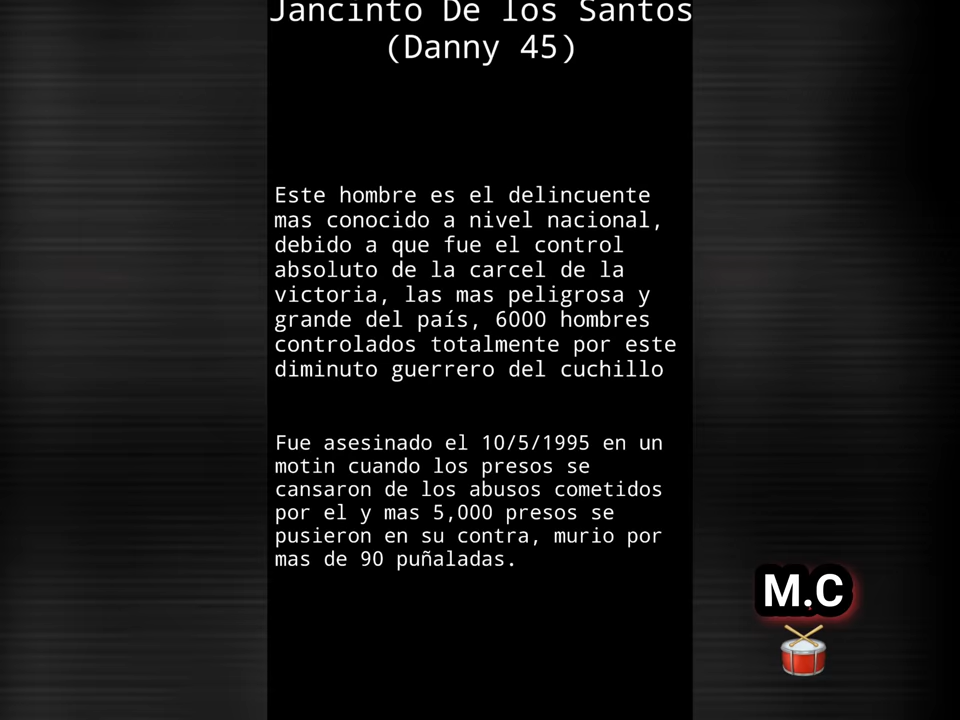 Jancinto De los Santos
(Danny 45)
Este hombre es el delincuente
mas conocido a nivel nacional,
debido a que fue el control
absoluto de la carcel de la
victoria, las mas peligrosa y
grande del país, 6000 hombres
controlados totalmente por este
diminuto guerrero del cuchillo
Fue asesinado el 10/5/1995 en un
motin cuando los presos se
cansaron de los abusos cometidos
por el y mas 5,000 presos se
pusieron en su contra, murio por
mas de 90 puñaladas.
M.C